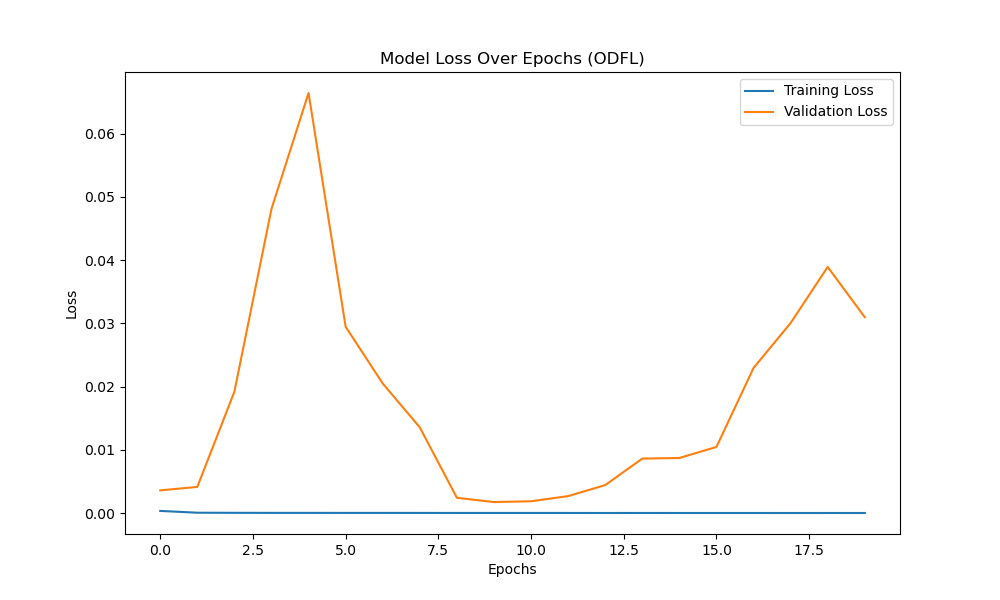 Model Loss Over Epochs (ODFL)
Training Loss
Validation Loss
0.06
0.05
0.04
0.03
0.02
0.01
0.00
Loss
0.0 2.5 5.0 7.5 10.0 12.5 15.0 17.5
Epochs